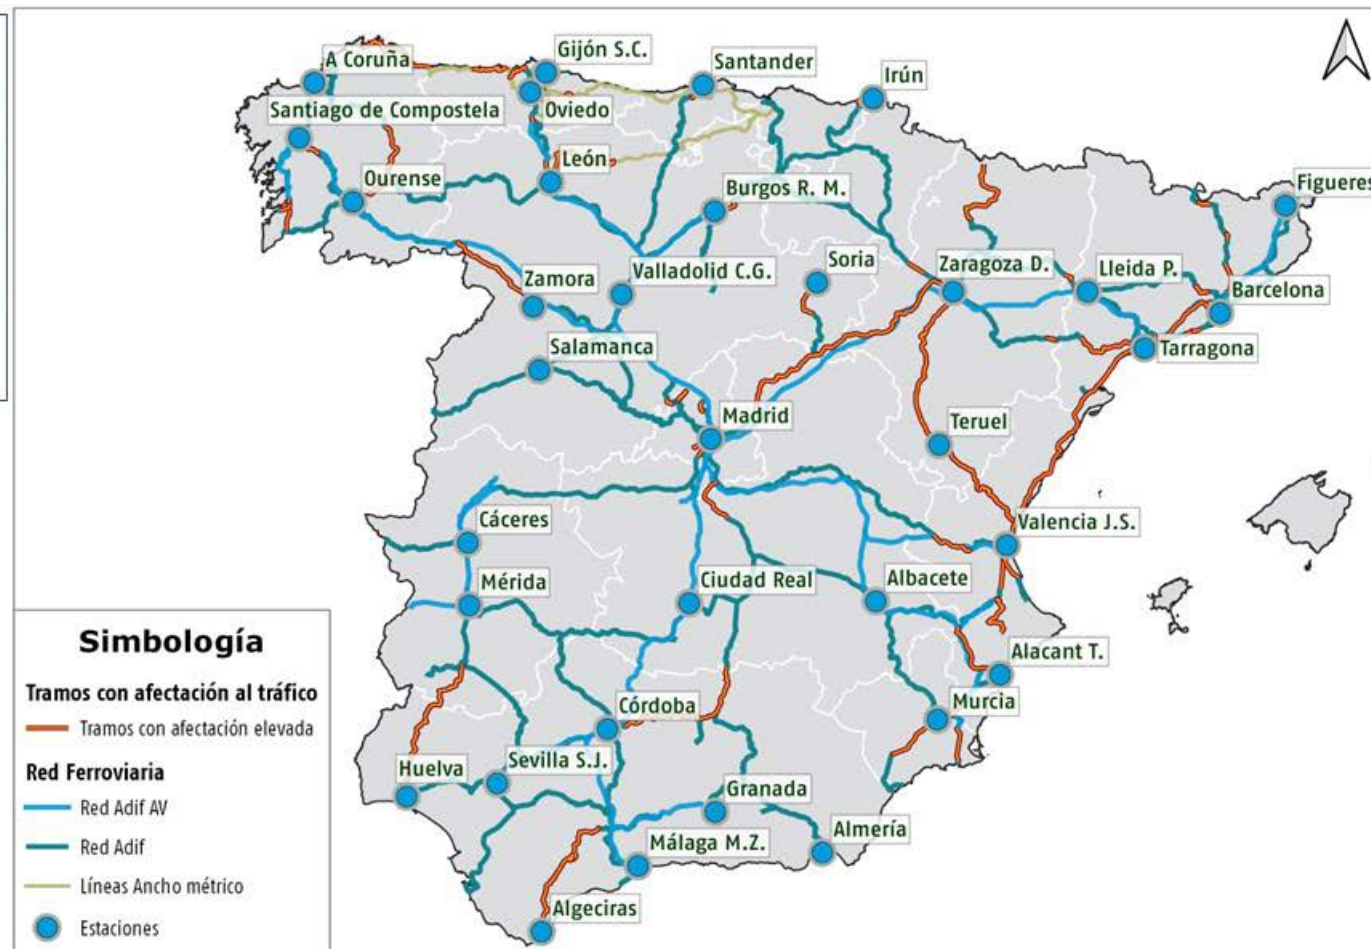 A Coruña
Gijón S.C.
Santander
Irún
Santiago de Compostela
Oviedo
León
Ourense
Burgos R. M.
Figueres
Zamora
Valladolid C.G.
Soria
Zaragoza D.
Lleida P.
Barcelona
Salamanca
Tarragona
Madrid
Teruel
Cáceres
Valencia J.S.
Mérida
Ciudad Real
Albacete
Alacant T.
Córdoba
Murcia
Huelva
Sevilla S.J.
Granada
Málaga M.Z.
Almería
Algeciras
Simbología
Tramos con afectación al tráfico
Tramos con afectación elevada
Red Ferroviaria
Red Adif AV
Red Adif
Líneas Ancho métrico
Estaciones